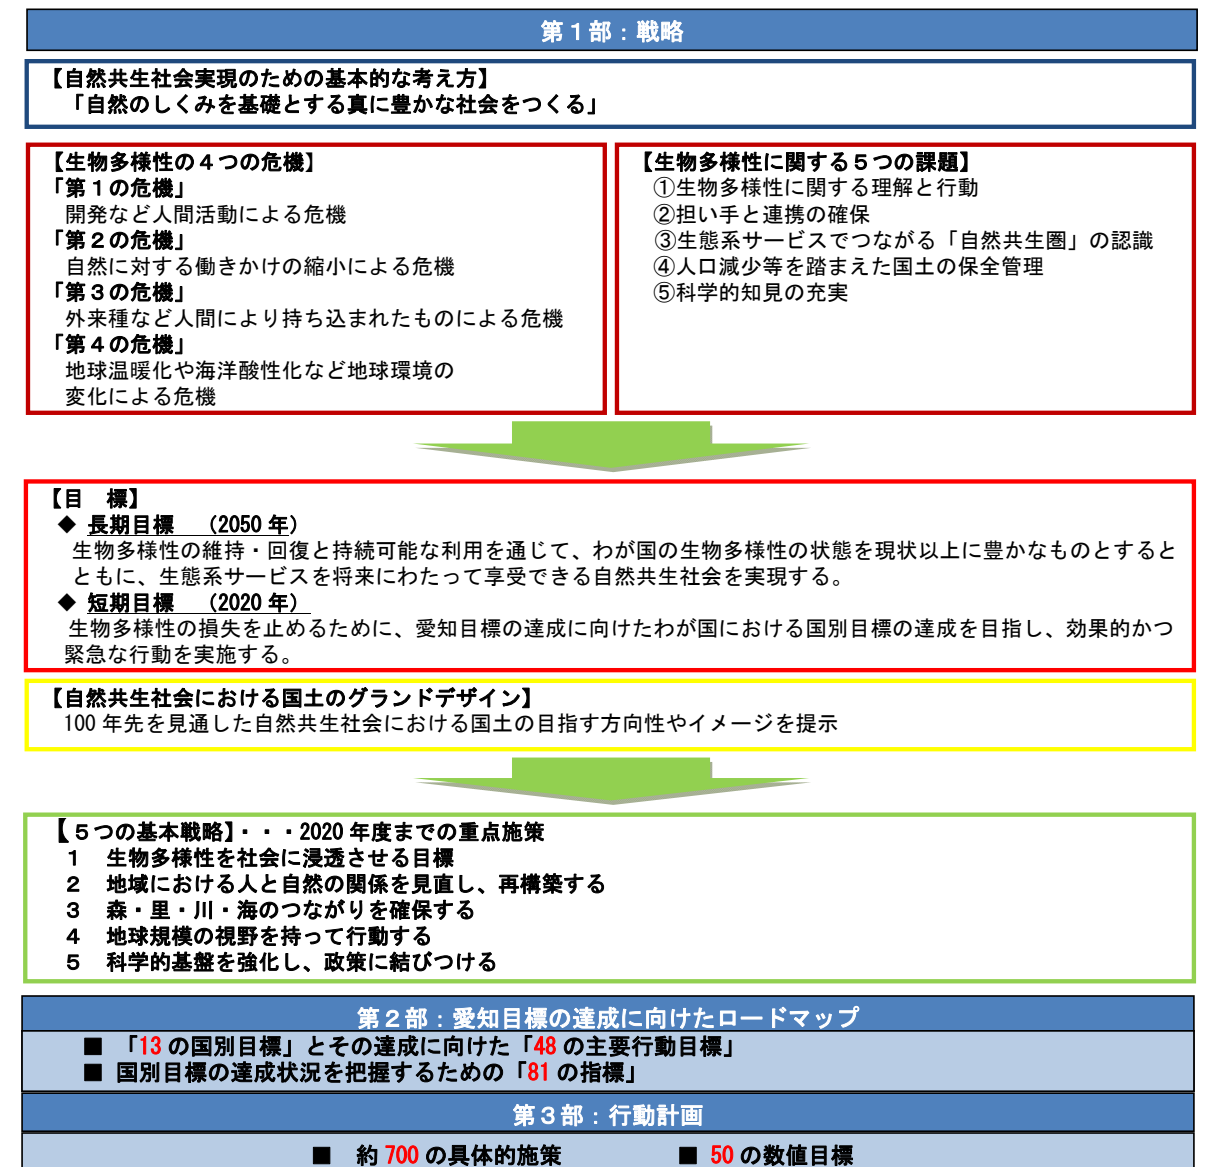 第１部：戦略
【自然共生社会実現のための基本的な考え方】
「自然のしくみを基礎とする真に豊かな社会をつくる」
【生物多様性の４つの危機】
「第１の危機」
開発など人間活動による危機
「第２の危機」
自然に対する働きかけの縮小による危機
「第３の危機」
外来種など人間により持ち込まれたものによる危機
「第４の危機」
地球温暖化や海洋酸性化など地球環境の
変化による危機
【生物多様性に関する５つの課題】
①生物多様性に関する理解と行動
②担い手と連携の確保
③生態系サービスでつながる「自然共生圏」の認識
④人口減少等を踏まえた国土の保全管理
⑤科学的知見の充実
【目　標】
◆ 長期目標　（2050 年）
生物多様性の維持・回復と持続可能な利用を通じて、わが国の生物多様性の状態を現状以上に豊かなものとすると
ともに、生態系サービスを将来にわたって享受できる自然共生社会を実現する。
◆ 短期目標　（2020 年）
生物多様性の損失を止めるために、愛知目標の達成に向けたわが国における国別目標の達成を目指し、効果的かつ
緊急な行動を実施する。
【自然共生社会における国土のグランドデザイン】
100 年先を見通した自然共生社会における国土の目指す方向性やイメージを提示
【５つの基本戦略】・・・2020 年度までの重点施策
１　生物多様性を社会に浸透させる目標
２　地域における人と自然の関係を見直し、再構築する
３　森・里・川・海のつながりを確保する
４　地球規模の視野を持って行動する
５　科学的基盤を強化し、政策に結びつける
第２部：愛知目標の達成に向けたロードマップ
■ 「13 の国別目標」とその達成に向けた「48 の主要行動目標」
■ 国別目標の達成状況を把握するための「81 の指標」
第３部：行動計画
■ 約 700 の具体的施策　■ 50 の数値目標